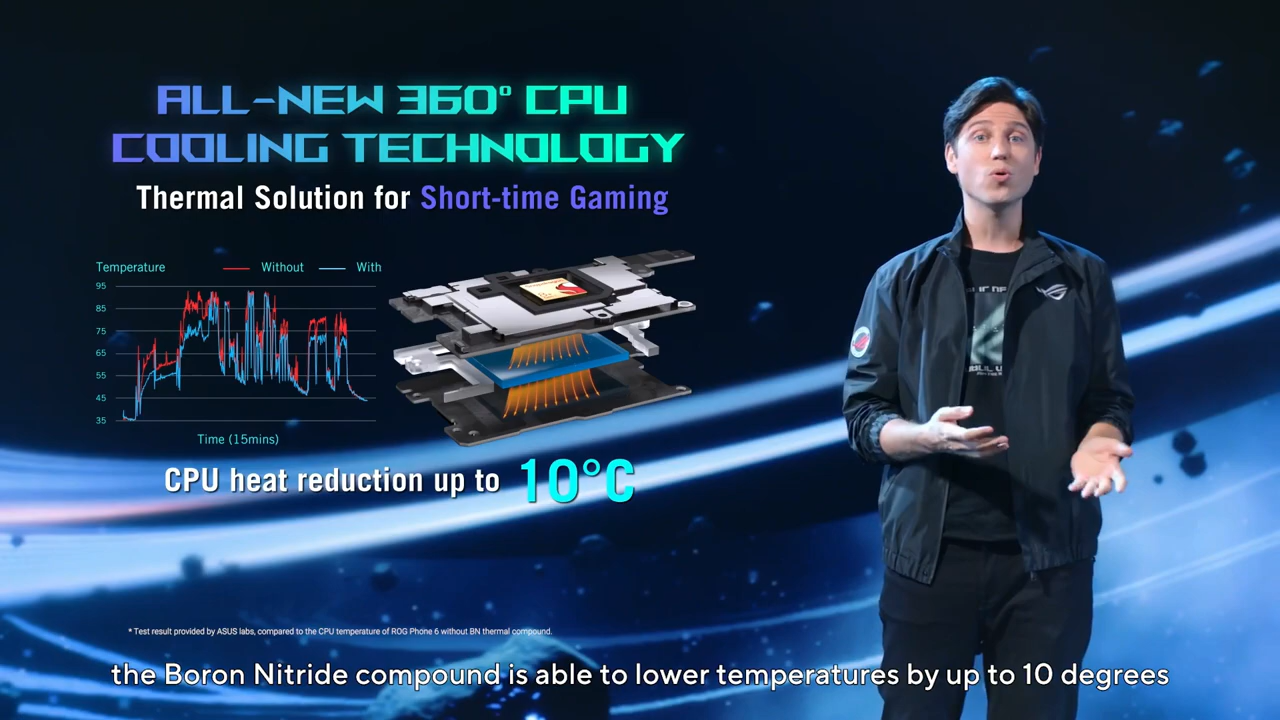 ALL-NEW 360° CPU
COOLING TECHNOLOGY
Thermal Solution for Short-time Gaming
Temperature
Without
With
95
85
75
65
55
45
35
Time (15mins)
CPU heat reduction up to 10°C
* Test result provided by ASUS labs, compared to the CPU temperature of ROG Phone 6 without BN thermal compound.
the Boron Nitride compound is able to lower temperatures by up to 10 degrees